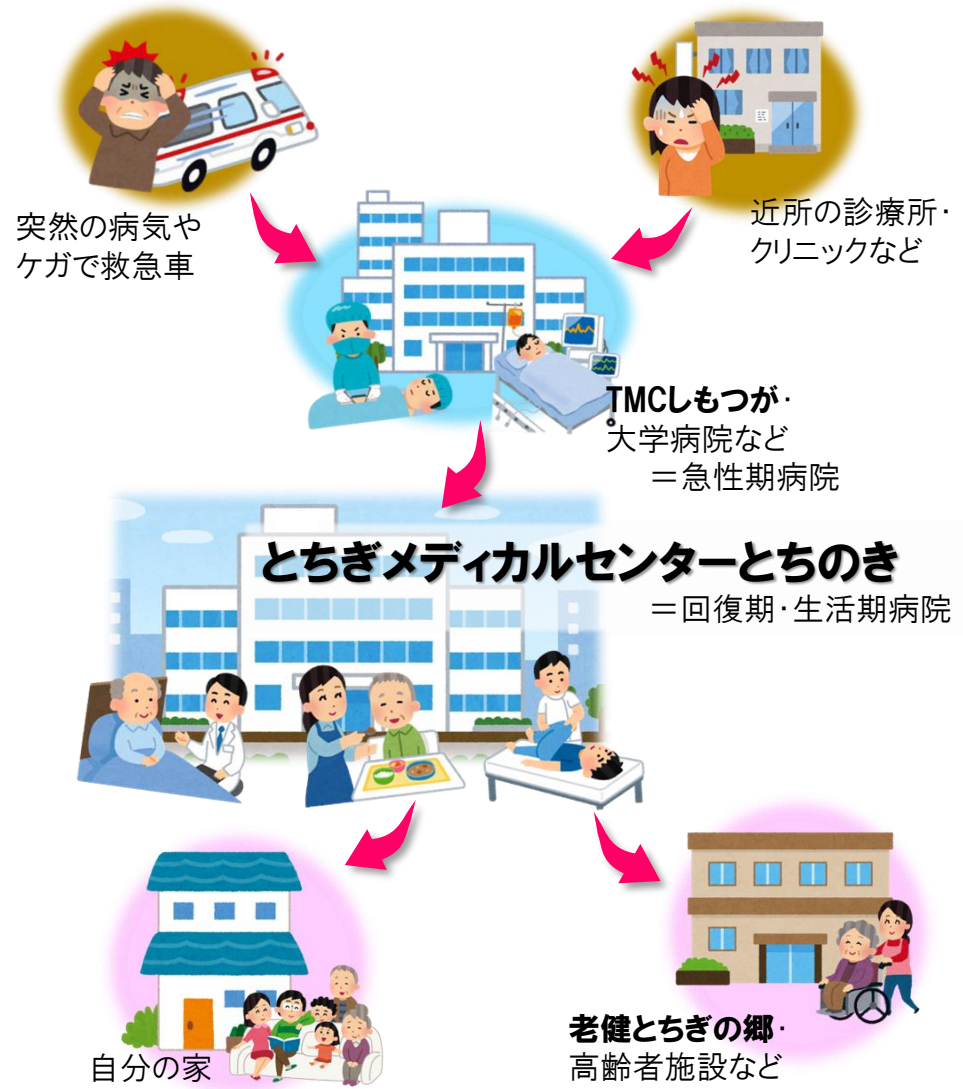 突然の病気や
ケガで救急車
近所の診療所・
クリニックなど
TMCしもつが・
大学病院など
＝急性期病院
とちぎメディカルセンターとちのき
＝回復期・生活期病院
自分の家
老健とちぎの郷・
高齢者施設など